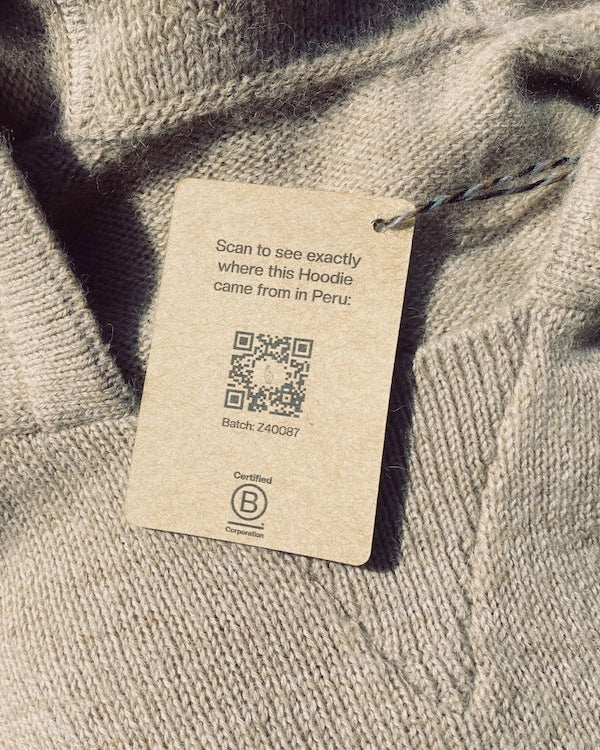 Scan to see exactly
where this Hoodie
came from in Peru:
Batch: Z40087
Certified
B
Corporation